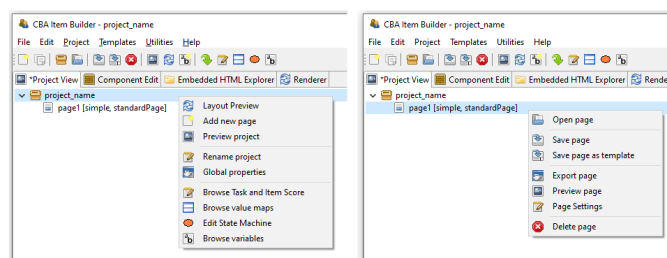 CBA Item Builder - project_name
File Edit Project Templates Utilities Help
*Project View Component Edit Embedded HTML Explorer Renderer
project_name
page1 [simple, standardPage]
Layout Preview
Add new page
Preview project
Rename project
Global properties
Browse Task and Item Score
Browse value maps
Edit State Machine
Browse variables
CBA Item Builder - project_name
File Edit Project Templates Utilities Help
*Project View Component Edit Embedded HTML Explorer Rende
project_name
page1 [simple, standardPage]
Open page
Save page
Save page as template
Export page
Preview page
Page Settings
Delete page